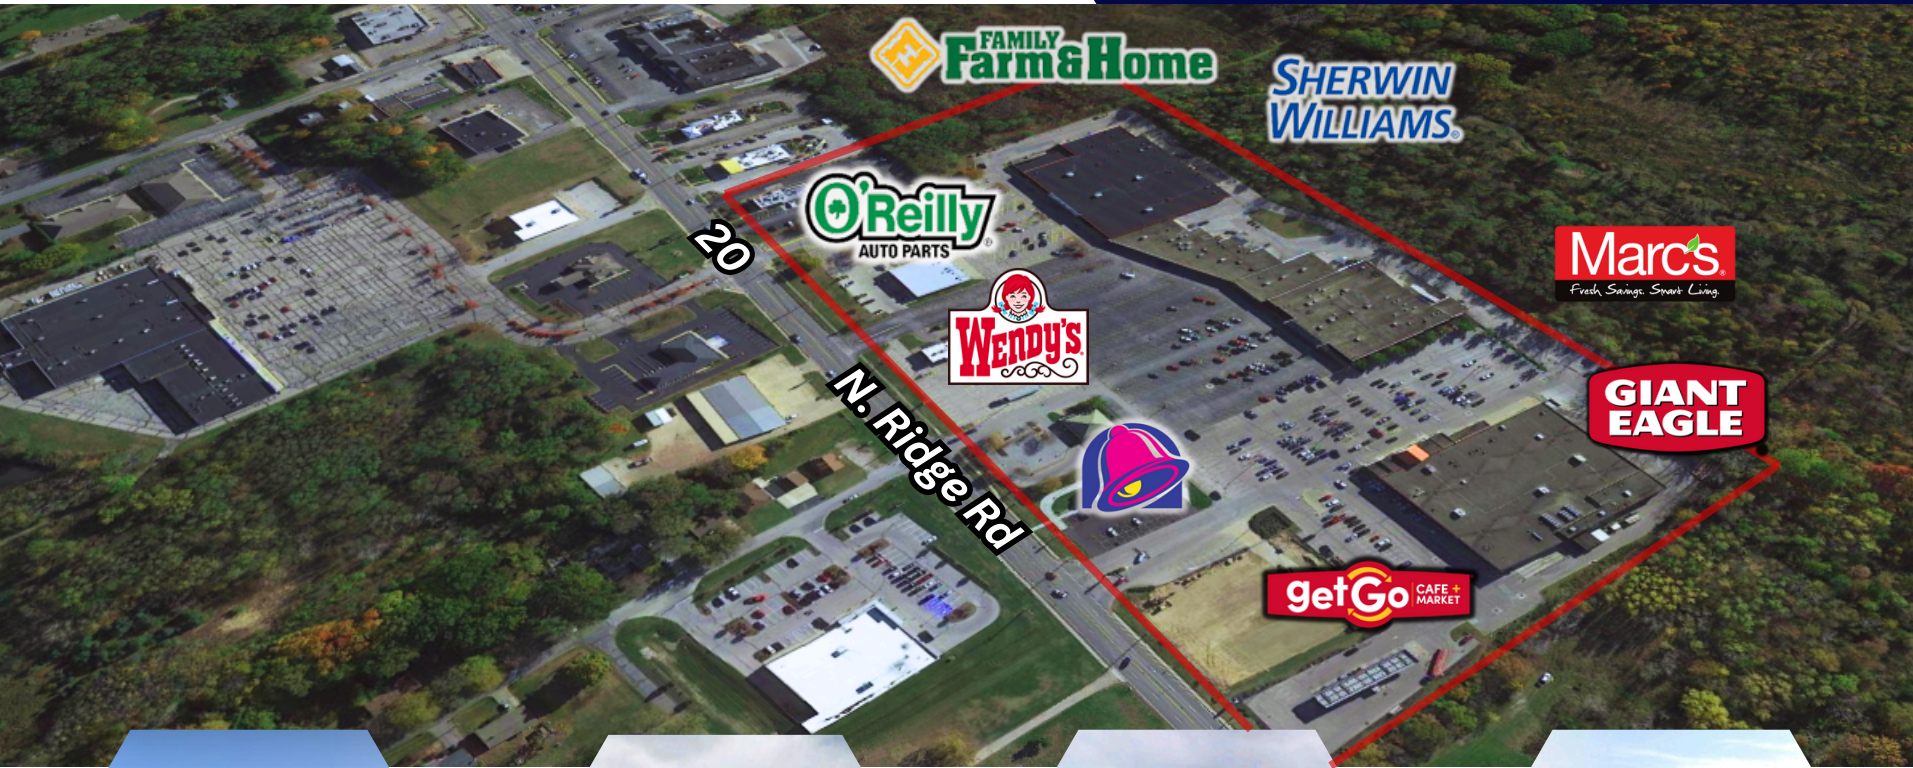 FAMILY
Farm&Home
SHERWIN
WILLIAMS®
O'Reilly®
AUTO PARTS
20
Marc's®
Fresh Savings. Smart Living.
WENDY'S
GIANT
EAGLE
N. Ridge Rd
getGo
CAFE +
MARKET